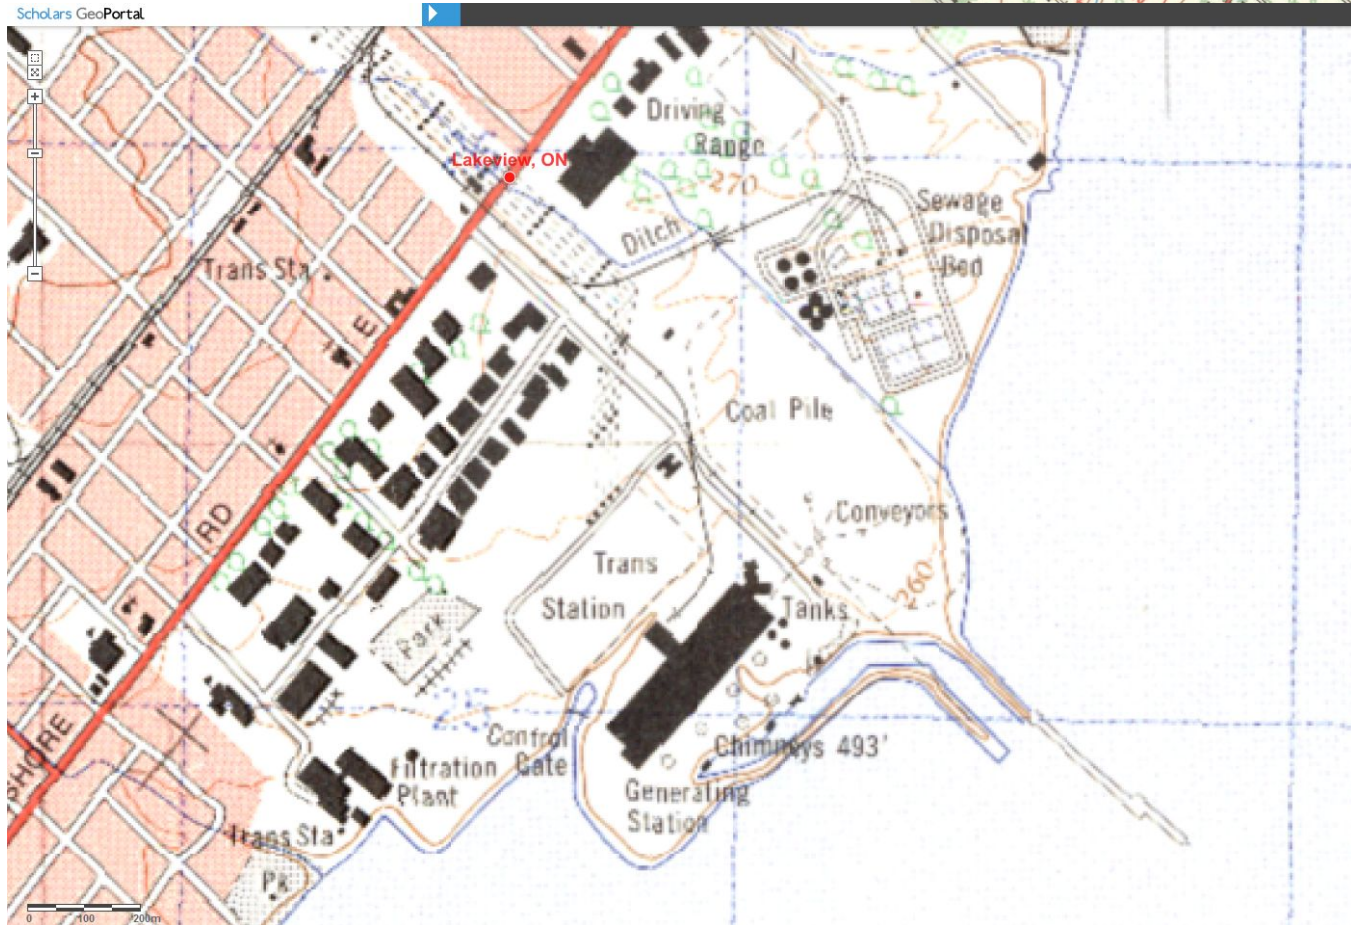 Scholars GeoPortal
Driving
Range
Lakeview, ON
270
Sewage
Disposal
Bed
Ditch
Trans Sta
E
Coal Pile
RD
Conveyors
Trans
Station
260
Tanks
Park
SHORE
Control
Gate
Chimneys 493'
Filtration
Plant
Generating
Station
Trans Sta
Pk
0 100 200m